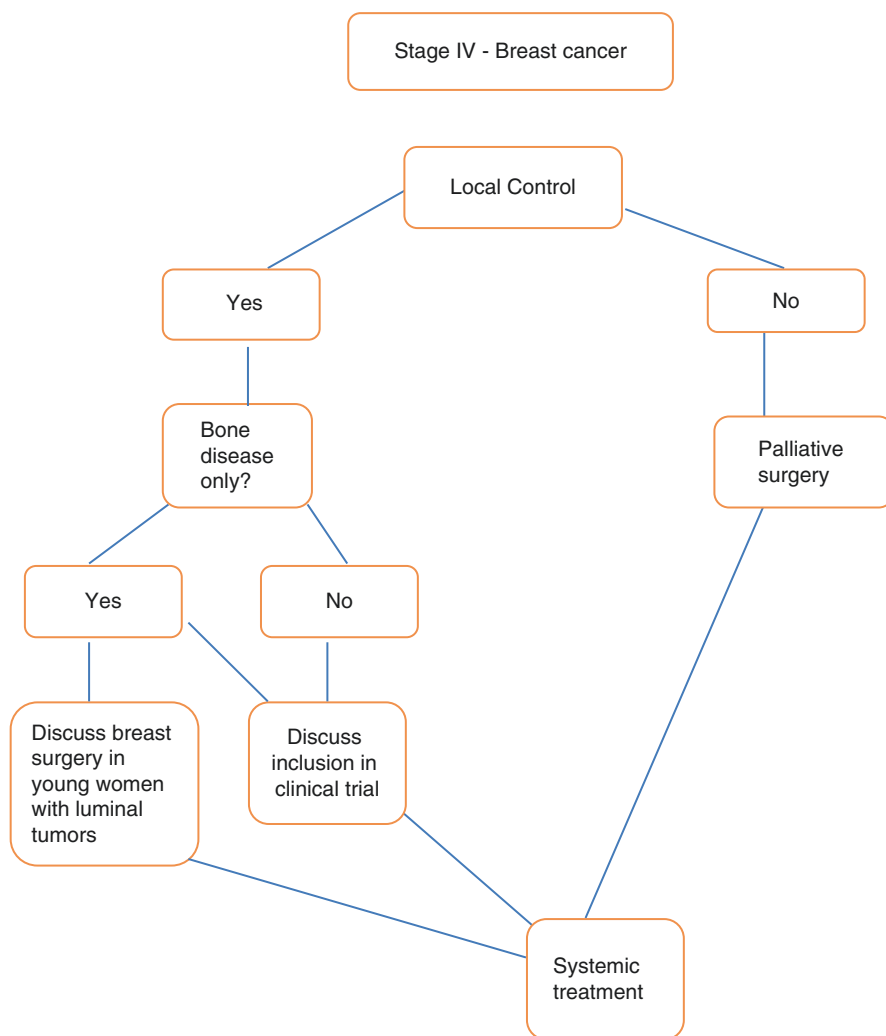 Stage IV - Breast cancer
Local Control
Yes
No
Bone
disease
only?
Palliative
surgery
Yes
No
Discuss breast
surgery in
young women
with luminal
tumors
Discuss
inclusion in
clinical trial
Systemic
treatment